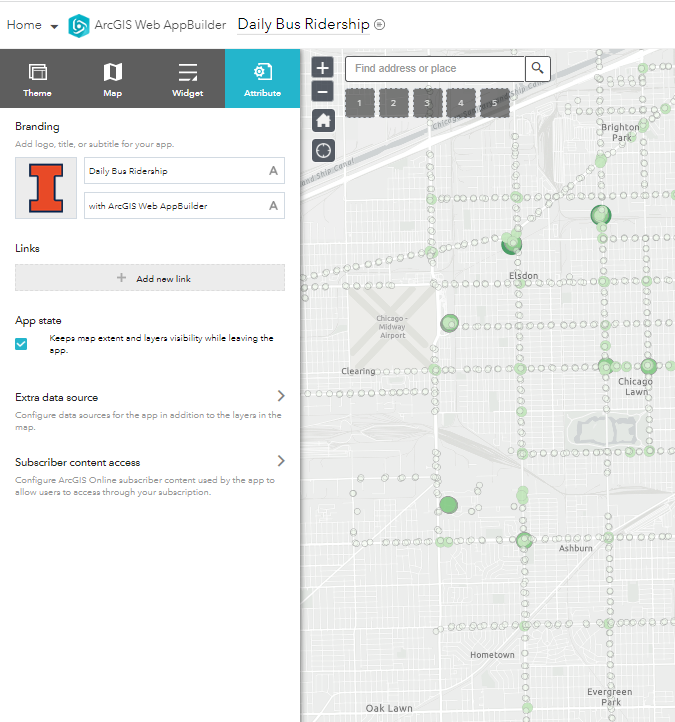 Home
ArcGIS Web AppBuilder
Daily Bus Ridership
Theme
Map
Widget
Attribute
Branding
Add logo, title, or subtitle for your app.
Daily Bus Ridership
A
with ArcGIS Web AppBuilder
A
Links
+ Add new link
App state
Keeps map extent and layers visibility while leaving the
app.
Extra data source
Configure data sources for the app in addition to the layers in the
map.
Subscriber content access
Configure ArcGIS Online subscriber content used by the app to
allow users to access through your subscription.
+
−
Find address or place
1 2 3 4 5
and Ship Canal
Brighton
Park
Elsdon
Chicago –
Midway
Airport
Clearing
Chicago
Lawn
Ashburn
Hometown
Evergreen
Park
Oak Lawn